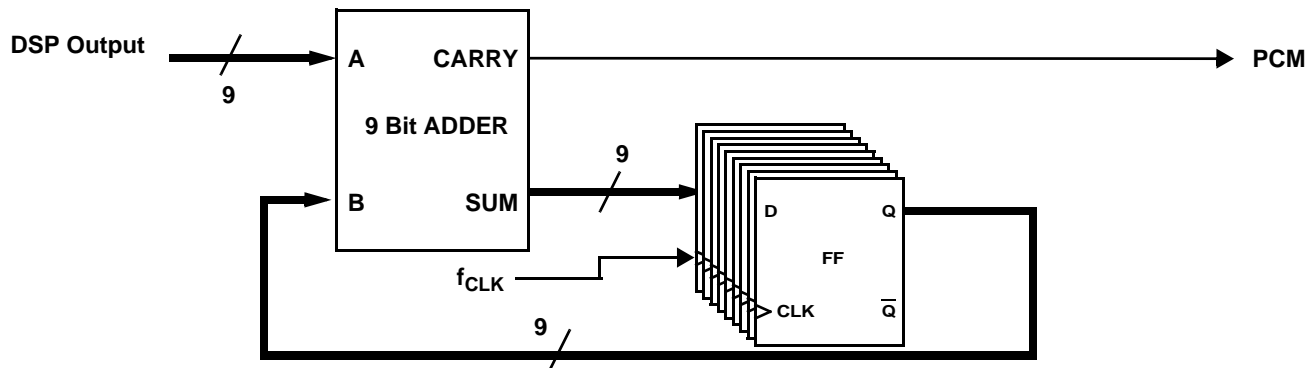 DSP Output
9
A
CARRY
PCM
9 Bit ADDER
9
B
SUM
D
Q
FF
fCLK
CLK
Q̅
9